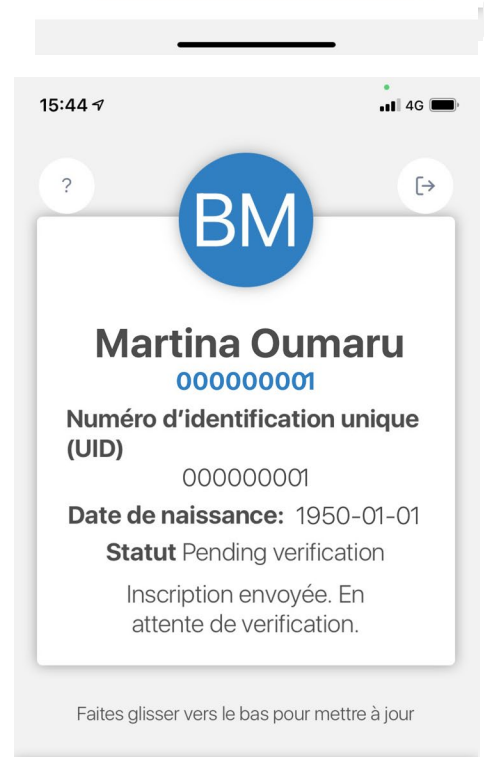 15:44
4G
?
BM
Martina Oumaru
000000001
Numéro d’identification unique
(UID)
000000001
Date de naissance: 1950-01-01
Statut Pending verification
Inscription envoyée. En
attente de verification.
Faites glisser vers le bas pour mettre à jour